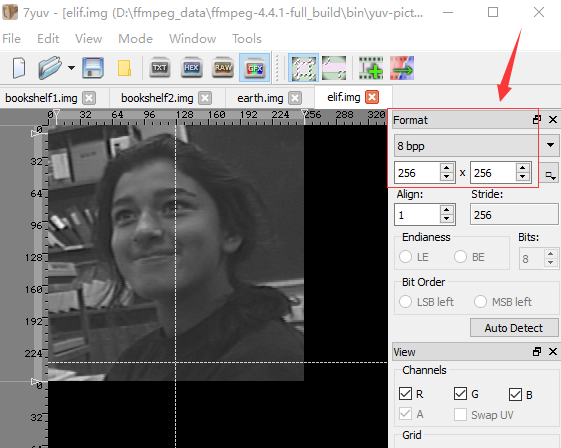 7yuv - [elif.img (D:\ffmpeg_data\ffmpeg-4.4.1-full_build\bin\yuv-pict...
File Edit View Mode Window Tools
TXT HEX RAW GFX
bookshelf1.img bookshelf2.img earth.img elif.img
0 32 64 96 128 160 192 224 256 288 320
0
32
64
96
128
160
192
224
256
32
64
Format
8 bpp
256 x 256
Align: Stride:
1 256
Endianess Bits:
LE BE 8
Bit Order
LSB left MSB left
Auto Detect
View
Channels
R G B
A Swap UV
Grid